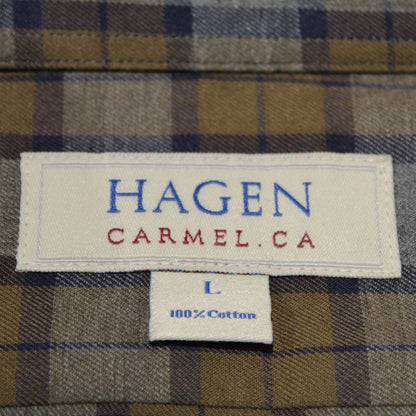 HAGEN
CARMEL.CA
L
100% Cotton